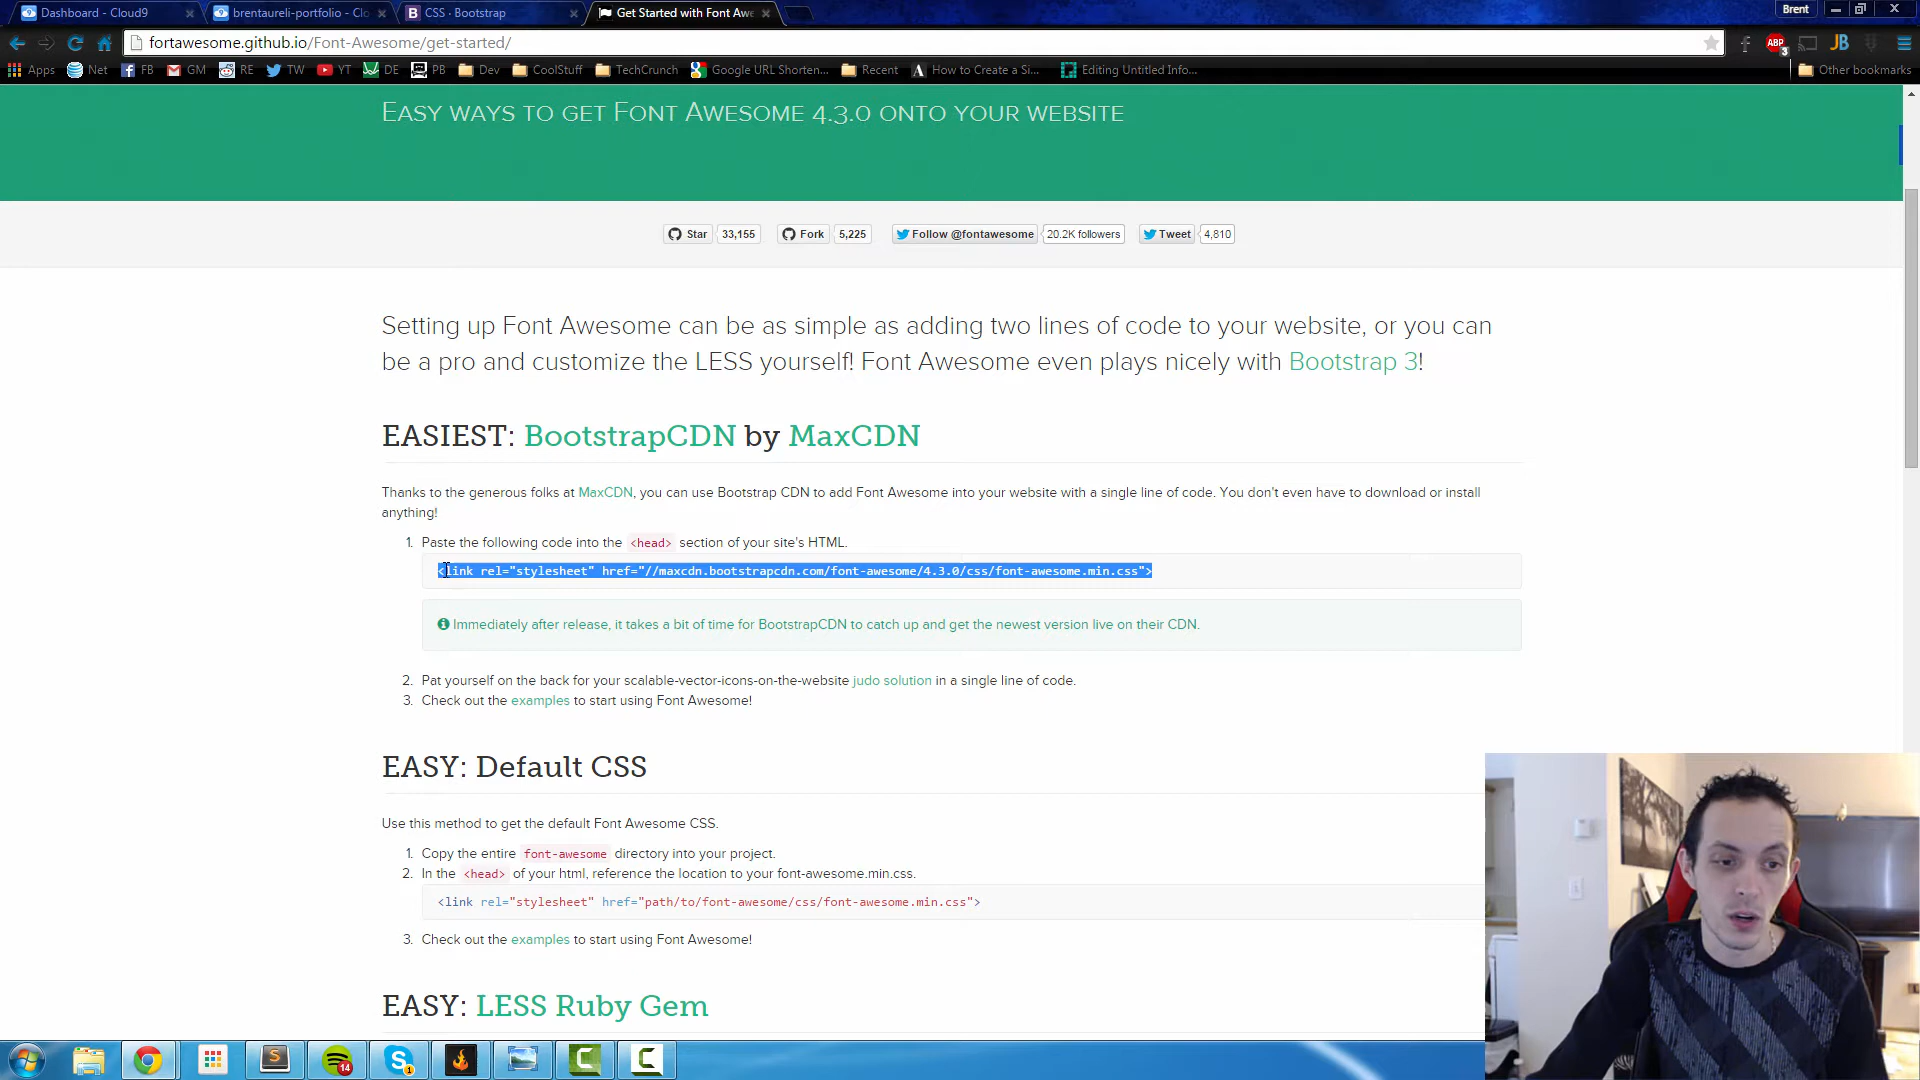 Dashboard - Cloud9
brentaureli-portfolio - Clo
CSS · Bootstrap
Get Started with Font Awe
Brent
fortawesome.github.io/Font-Awesome/get-started/
ABP
3
JB
Apps
Net
FB
GM
RE
TW
YT
DE
PB
Dev
CoolStuff
TechCrunch
Google URL Shorten...
Recent
How to Create a Si...
Editing Untitled Info...
Other bookmarks
EASY WAYS TO GET FONT AWESOME 4.3.0 ONTO YOUR WEBSITE
Star
33,155
Fork
5,225
Follow @fontawesome
20.2K followers
Tweet
4,810
Setting up Font Awesome can be as simple as adding two lines of code to your website, or you can
be a pro and customize the LESS yourself! Font Awesome even plays nicely with Bootstrap 3!
EASIEST: BootstrapCDN by MaxCDN
Thanks to the generous folks at MaxCDN, you can use Bootstrap CDN to add Font Awesome into your website with a single line of code. You don't even have to download or install
anything!
1. Paste the following code into the <head> section of your site's HTML.
<link rel="stylesheet" href="//maxcdn.bootstrapcdn.com/font-awesome/4.3.0/css/font-awesome.min.css">
Immediately after release, it takes a bit of time for BootstrapCDN to catch up and get the newest version live on their CDN.
2. Pat yourself on the back for your scalable-vector-icons-on-the-website judo solution in a single line of code.
3. Check out the examples to start using Font Awesome!
EASY: Default CSS
Use this method to get the default Font Awesome CSS.
1. Copy the entire font-awesome directory into your project.
2. In the <head> of your html, reference the location to your font-awesome.min.css.
<link rel="stylesheet" href="path/to/font-awesome/css/font-awesome.min.css">
3. Check out the examples to start using Font Awesome!
EASY: LESS Ruby Gem
14
1